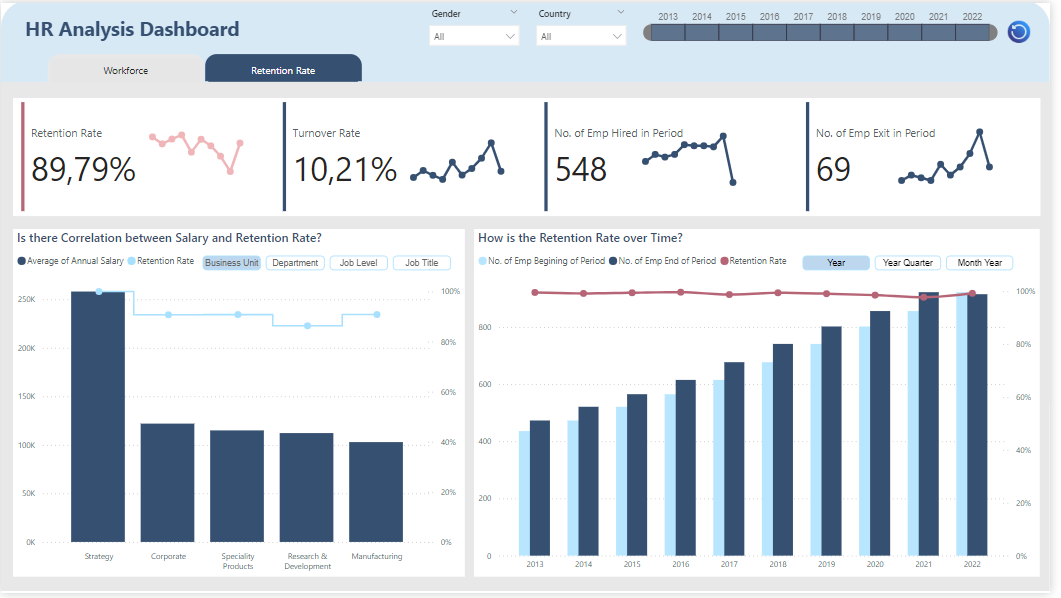 HR Analysis Dashboard
Gender
Country
All
All
2013 2014 2015 2016 2017 2018 2019 2020 2021 2022
Workforce
Retention Rate
Retention Rate
89,79%
Turnover Rate
10,21%
No. of Emp Hired in Period
548
No. of Emp Exit in Period
69
Is there Correlation between Salary and Retention Rate?
Average of Annual Salary Retention Rate
Business Unit Department Job Level Job Title
250K
200K
150K
100K
50K
0K
100%
80%
60%
40%
20%
0%
Strategy Corporate Speciality Products Research & Development Manufacturing
How is the Retention Rate over Time?
No. of Emp Begining of Period No. of Emp End of Period Retention Rate
Year Year Quarter Month Year
800
600
400
200
0
100%
80%
60%
40%
20%
0%
2013 2014 2015 2016 2017 2018 2019 2020 2021 2022